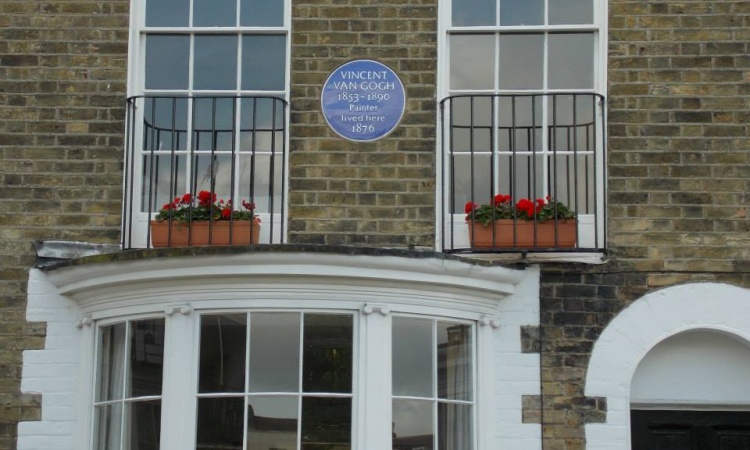 VINCENT
VAN GOGH
1853-1890
Painter
lived here
1876